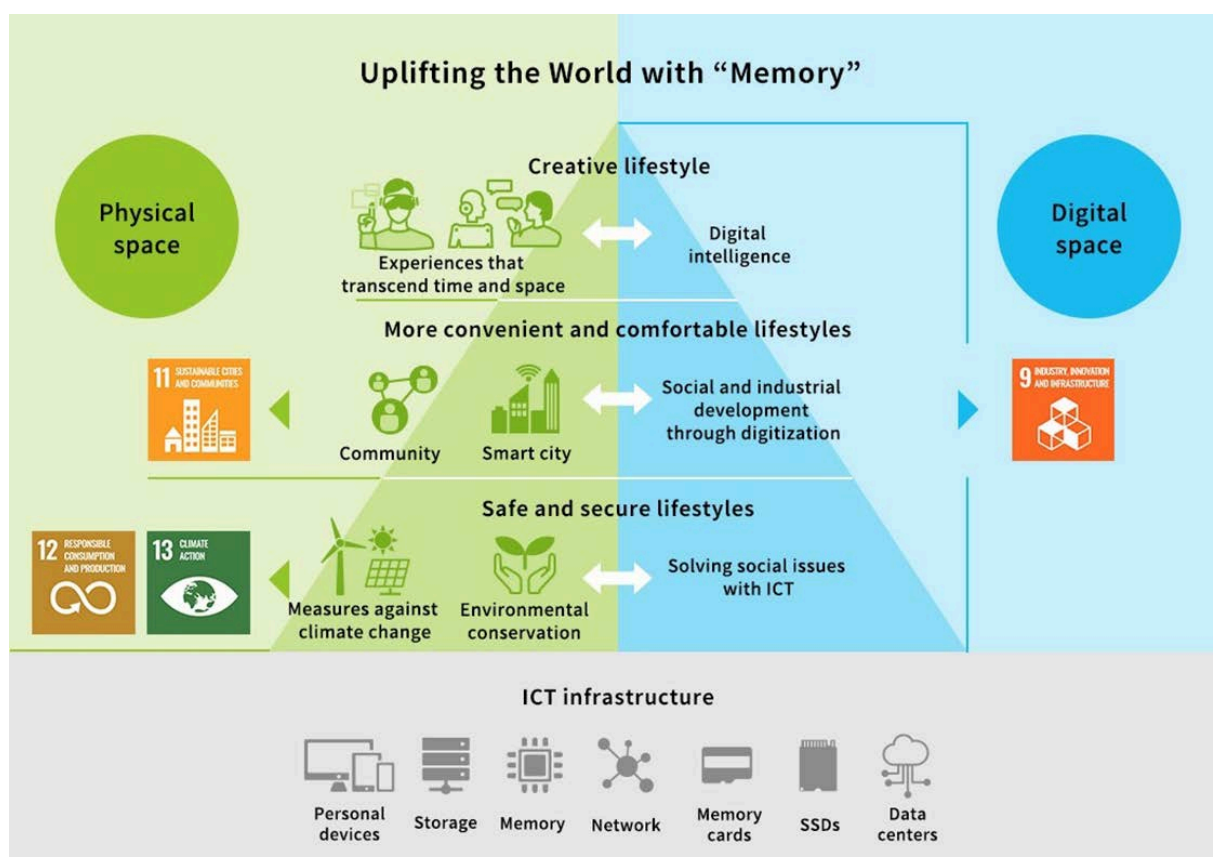 Uplifting the World with “Memory”
Physical
space
Digital
space
Creative lifestyle
Experiences that
transcend time and space
Digital
intelligence
More convenient and comfortable lifestyles
11 SUSTAINABLE CITIES
AND COMMUNITIES
Community
Smart city
Social and industrial
development
through digitization
9 INDUSTRY, INNOVATION
AND INFRASTRUCTURE
Safe and secure lifestyles
12 RESPONSIBLE
CONSUMPTION
AND PRODUCTION
13 CLIMATE
ACTION
Measures against
climate change
Environmental
conservation
Solving social issues
with ICT
ICT infrastructure
Personal
devices
Storage
Memory
Network
Memory
cards
SSDs
Data
centers